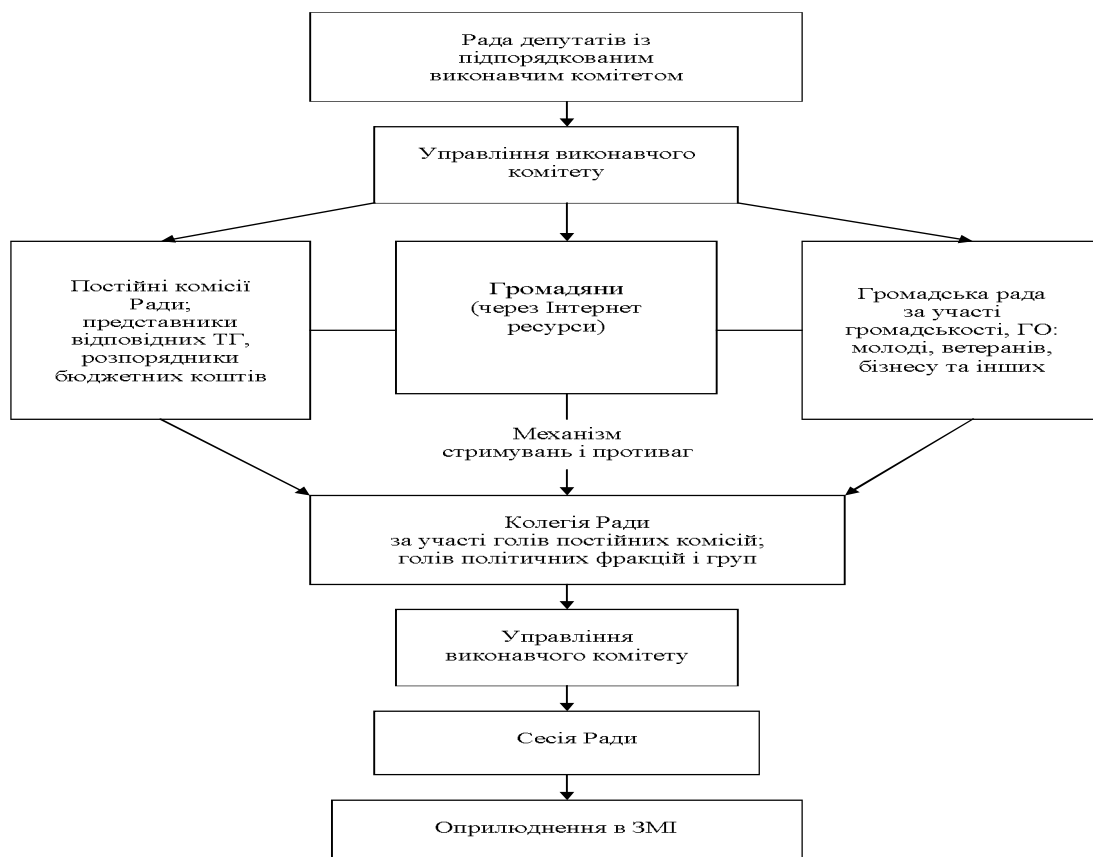 Рада депутатів із
підпорядкованим
виконавчим комітетом
Управління виконавчого
комітету
Постійні комісії
Ради;
представники
відповідних ТГ,
розпорядники
бюджетних коштів
Громадяни
(через Інтернет
ресурси)
Громадська рада
за участі
громадськості, ГО:
молоді, ветеранів,
бізнесу та інших
Механізм
стримувань і противаг
Колегія Ради
за участі голів постійних комісій;
голів політичних фракцій і груп
Управління
виконавчого комітету
Сесія Ради
Оприлюднення в ЗМІ